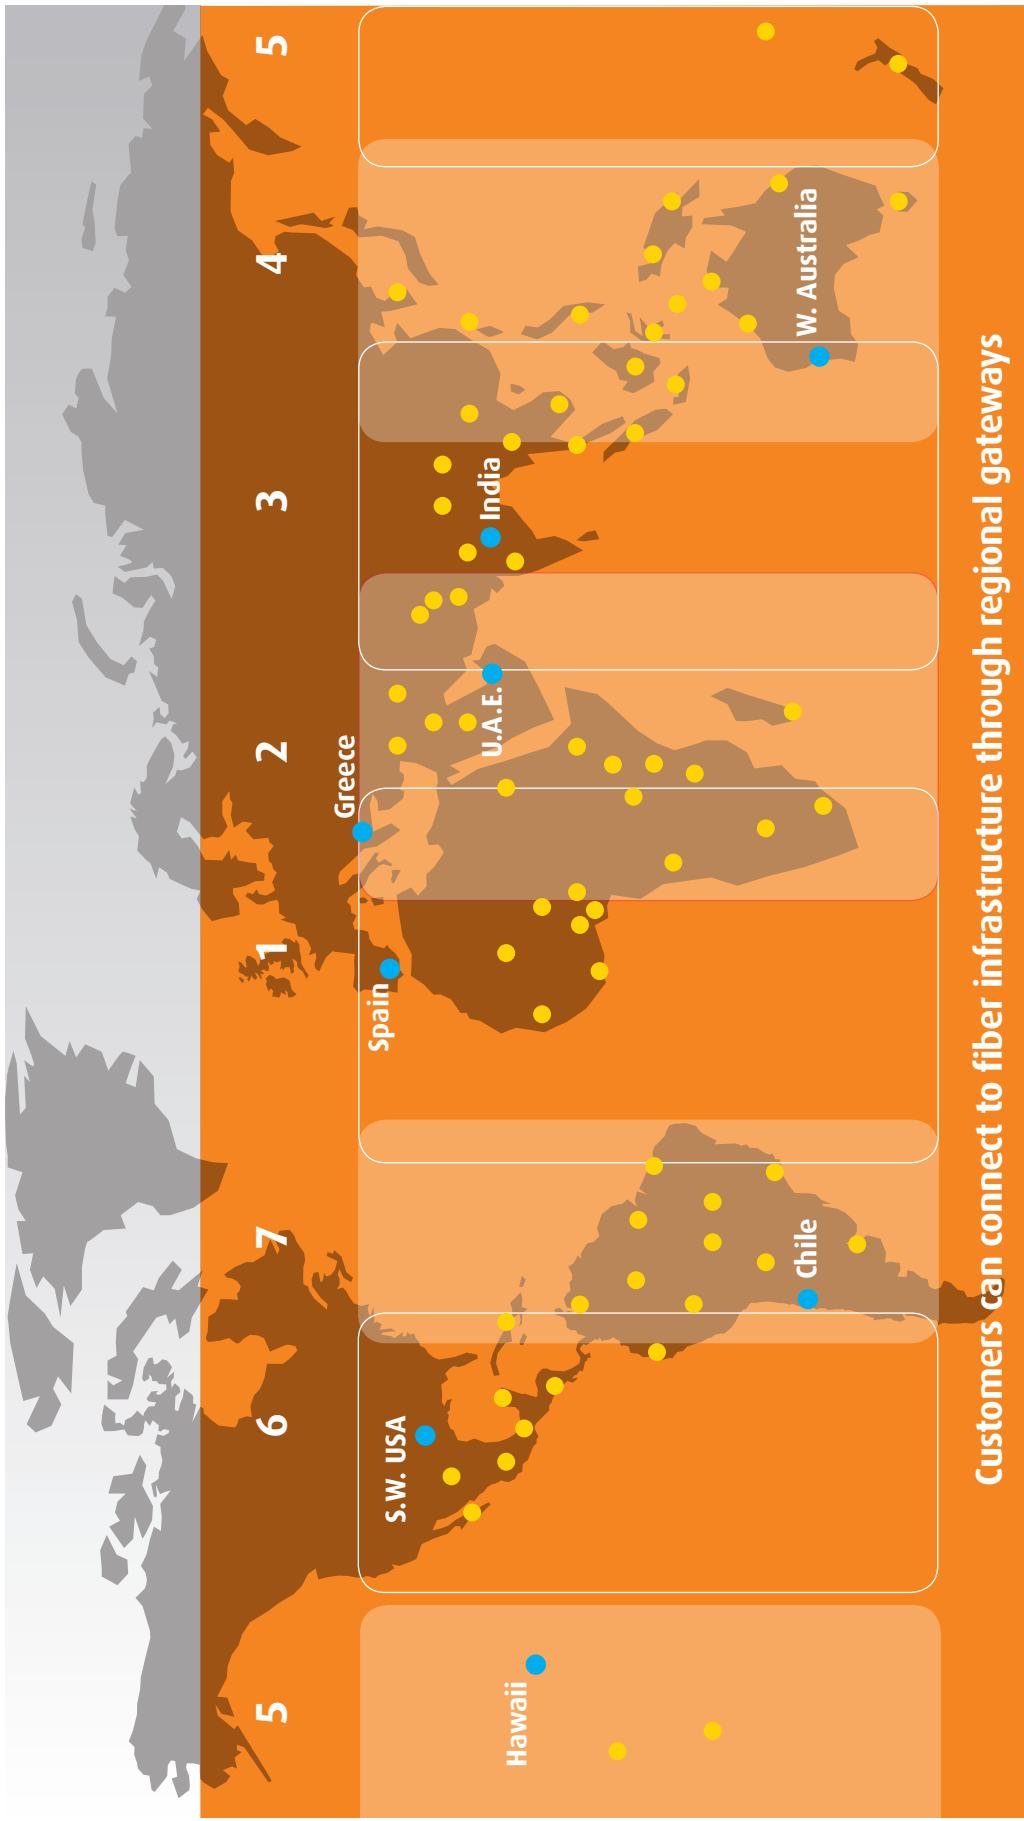 5 6 7 1 2 3 4 5
Greece
Spain
S.W. USA
India
U.A.E.
Hawaii
Chile
W. Australia
Customers can connect to fiber infrastructure through regional gateways